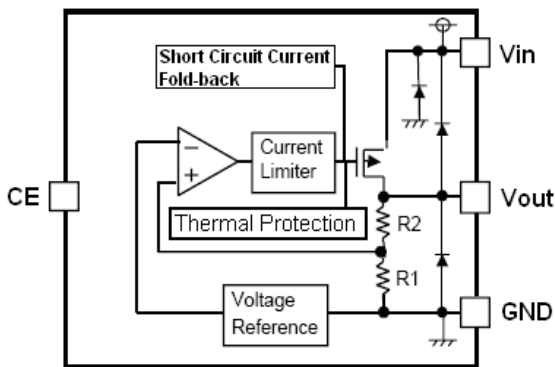 Short Circuit Current
Fold-back
Vin
−
+
Current
Limiter
CE
Vout
Thermal Protection
R2
R1
Voltage
Reference
GND